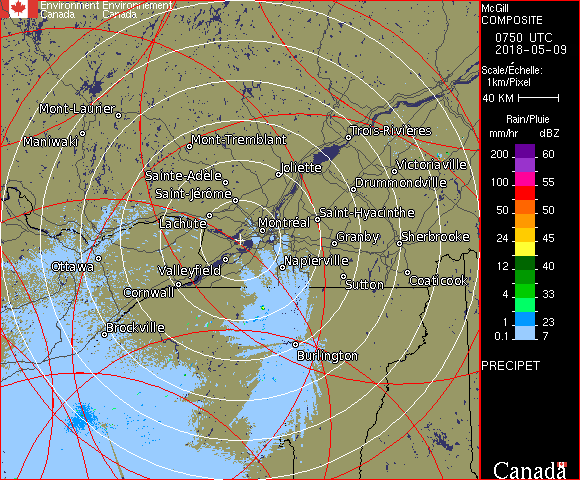 Environment Environnement
Canada Canada
McGill
COMPOSITE
0750 UTC
2018-05-09
Scale/Échelle:
1km/Pixel
40 KM
Rain/Pluie
mm/hr dBZ
200 60
100 55
50 50
24 45
12 40
4 33
1 23
0.1 7
PRECIPET
Canada
Mont-Laurier
Maniwaki
Mont-Tremblant
Trois-Rivières
Joliette
Victoriaville
Sainte-Adèle
Drummondville
Saint-Jérôme
Lachute
Montréal
Saint-Hyacinthe
Granby
Sherbrooke
Ottawa
Valleyfield
Napierville
Cornwall
Sutton
Coaticook
Brockville
Burlington